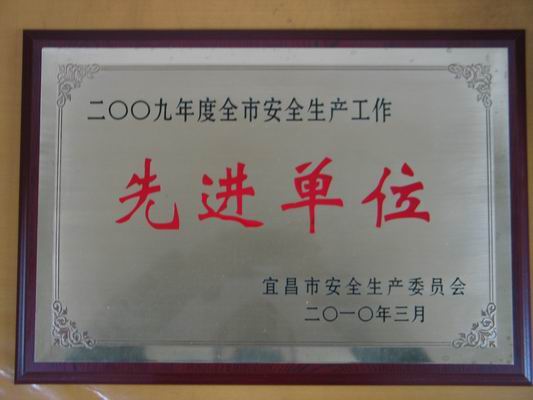 二〇〇九年度全市安全生产工作
先进单位
宜昌市安全生产委员会
二〇一〇年三月